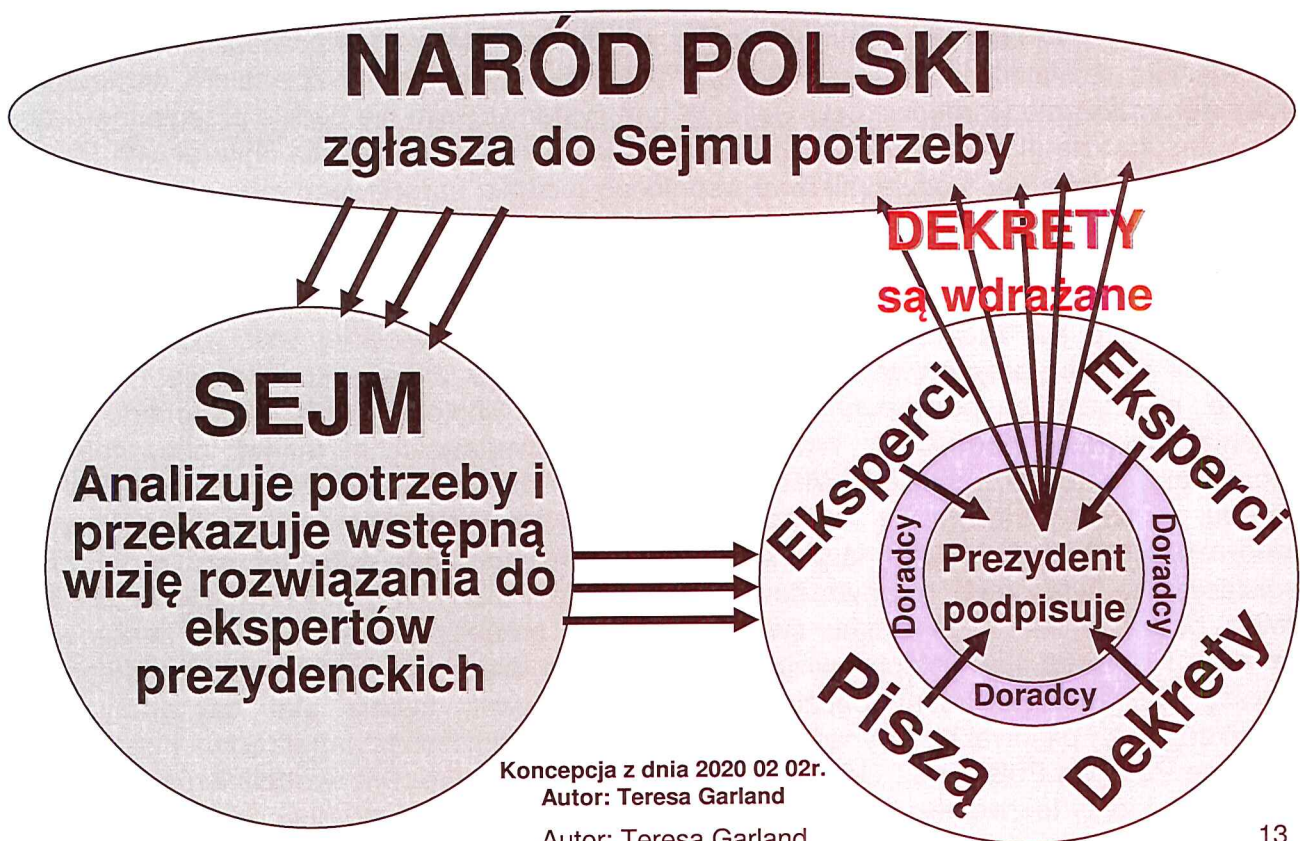 NARÓD POLSKI
zgłasza do Sejmu potrzeby
DEKRETY
są wdrażane
SEJM
Analizuje potrzeby i
przekazuje wstępną
wizję rozwiązania do
ekspertów
prezydenckich
Eksperci
Eksperci
Piszą
Dekrety
Doradcy
Doradcy
Doradcy
Prezydent
podpisuje
Koncepcja z dnia 2020 02 02r.
Autor: Teresa Garland
Autor: Teresa Garland
13